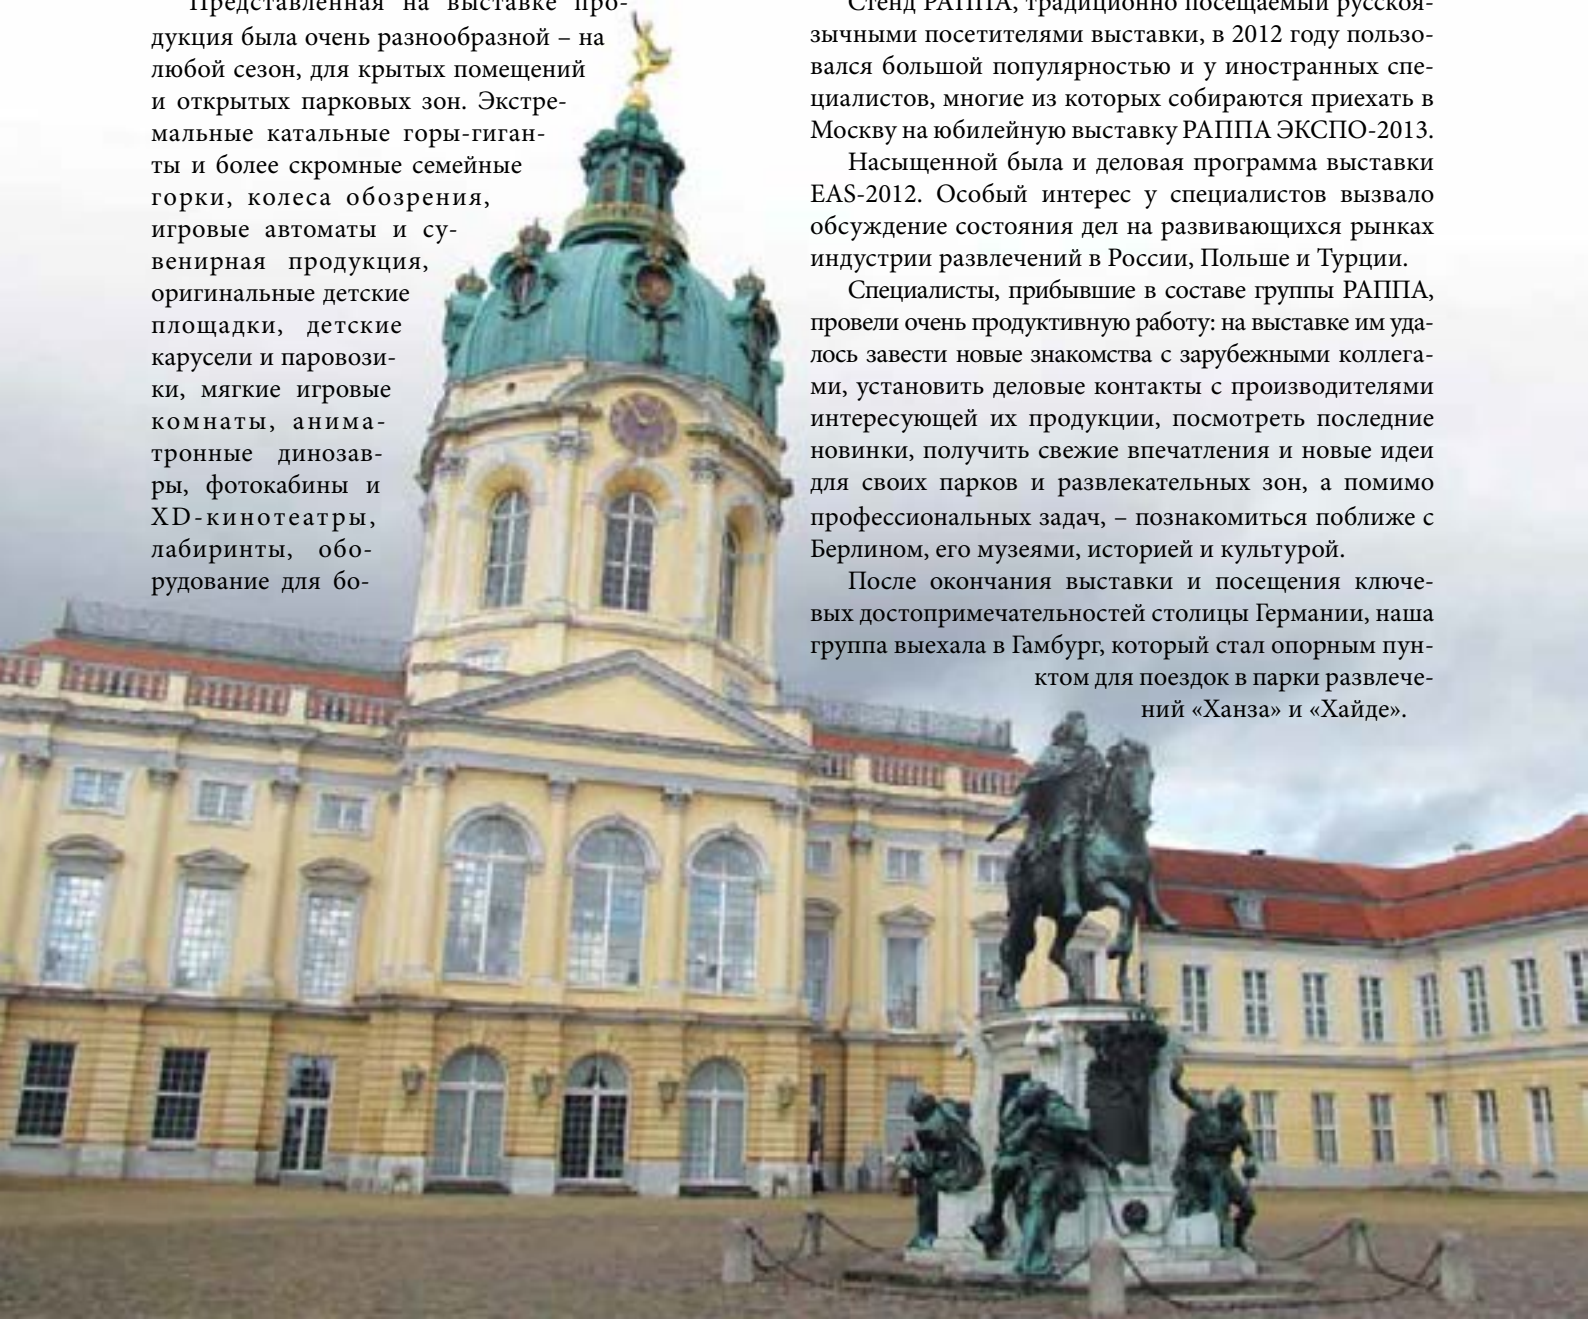 Представленная на выставке про-
дукция была очень разнообразной – на
любой сезон, для крытых помещений
и открытых парковых зон. Экстре-
мальные катальные горы-гиган-
ты и более скромные семейные
горки, колеса обозрения,
игровые автоматы и су-
венирная продукция,
оригинальные детские
площадки, детские
карусели и паровози-
ки, мягкие игровые
комнаты, анима-
тронные динозав-
ры, фотокабины и
XD-кинотеатры,
лабиринты, обо-
рудование для бо-
Стенд РАППА, традиционно посещаемый русскоя-
зычными посетителями выставки, в 2012 году пользо-
вался большой популярностью и у иностранных спе-
циалистов, многие из которых собираются приехать в
Москву на юбилейную выставку РАППА ЭКСПО-2013.
Насыщенной была и деловая программа выставки
EAS-2012. Особый интерес у специалистов вызвало
обсуждение состояния дел на развивающихся рынках
индустрии развлечений в России, Польше и Турции.
Специалисты, прибывшие в составе группы РАППА,
провели очень продуктивную работу: на выставке им уда-
лось завести новые знакомства с зарубежными коллега-
ми, установить деловые контакты с производителями
интересующей их продукции, посмотреть последние
новинки, получить свежие впечатления и новые идеи
для своих парков и развлекательных зон, а помимо
профессиональных задач, – познакомиться поближе с
Берлином, его музеями, историей и культурой.
После окончания выставки и посещения ключе-
вых достопримечательностей столицы Германии, наша
группа выехала в Гамбург, который стал опорным пун-
ктом для поездок в парки развлече-
ний «Ханза» и «Хайде».